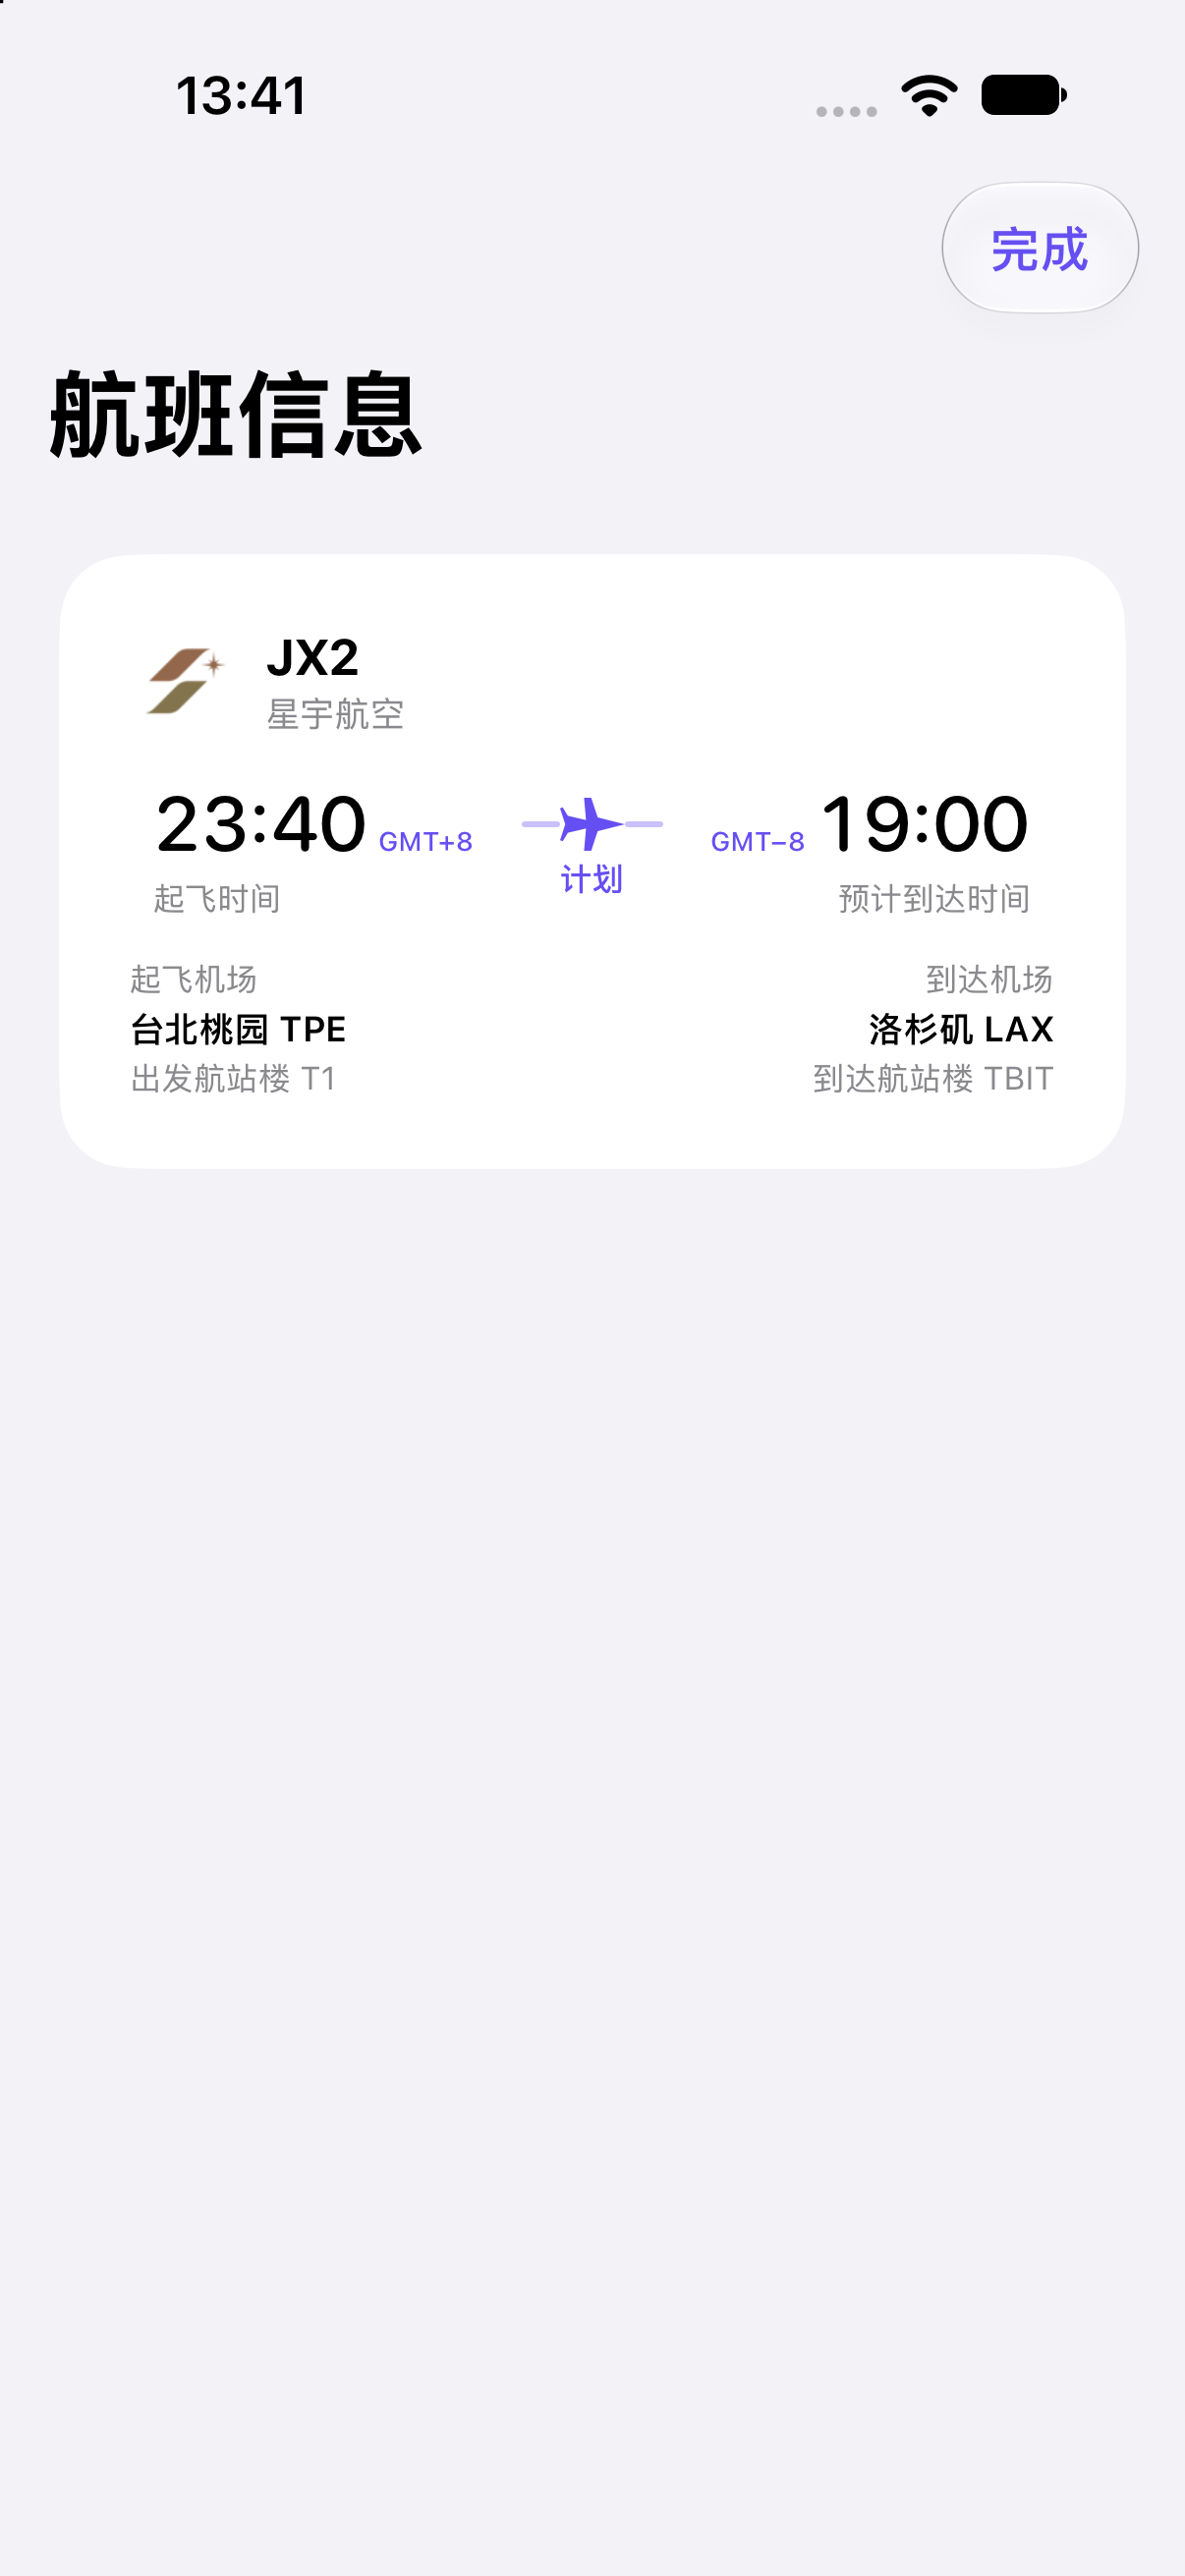 13:41
完成
航班信息
JX2
星宇航空
23:40 GMT+8
GMT−8 19:00
计划
起飞时间
预计到达时间
起飞机场
到达机场
台北桃园 TPE
洛杉矶 LAX
出发航站楼 T1
到达航站楼 TBIT